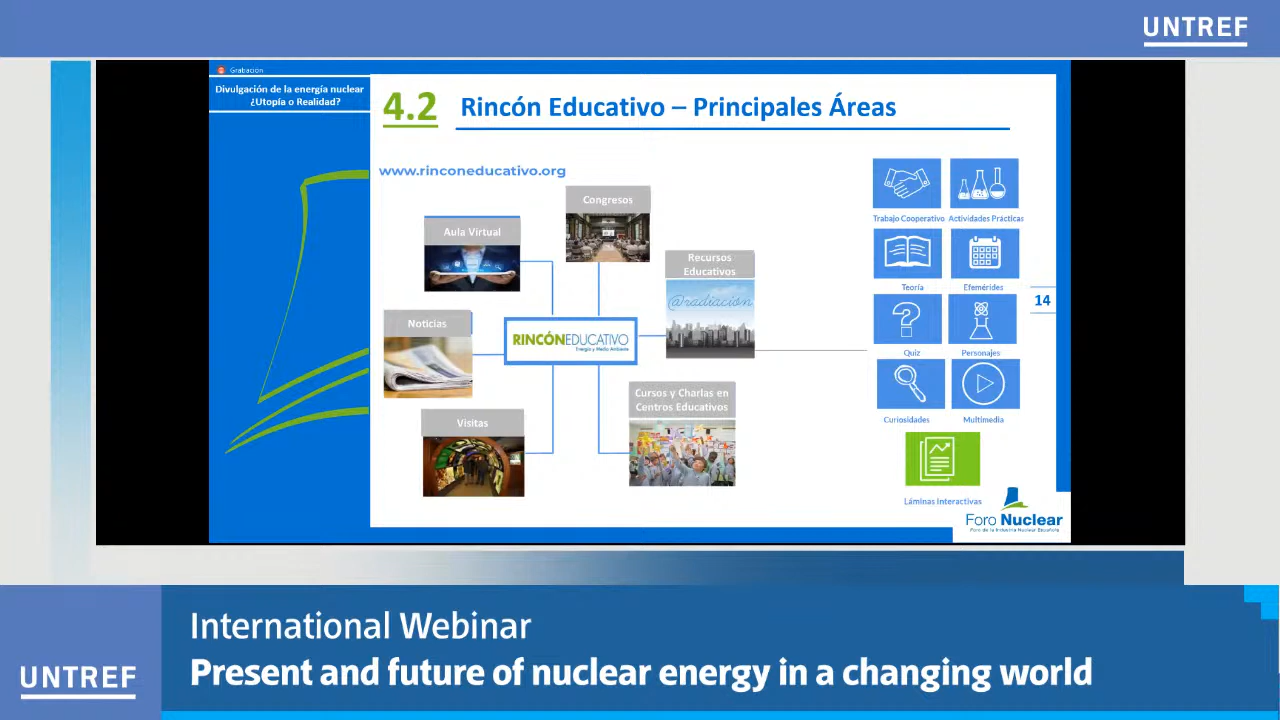 UNTREF
Grabación
Divulgación de la energía nuclear
¿Utopía o Realidad?
4.2
Rincón Educativo – Principales Áreas
www.rinconeducativo.org
Congresos
Aula Virtual
Recursos
Educativos
@radiación
Noticias
RINCÓNEDUCATIVO
Energía y Medio Ambiente
Cursos y Charlas en
Centros Educativos
Visitas
Trabajo Cooperativo
Actividades Prácticas
Teoría
Efemérides
14
Quiz
Personajes
Curiosidades
Multimedia
Láminas Interactivas
Foro Nuclear
Foro de la Industria Nuclear Española
International Webinar
UNTREF
Present and future of nuclear energy in a changing world